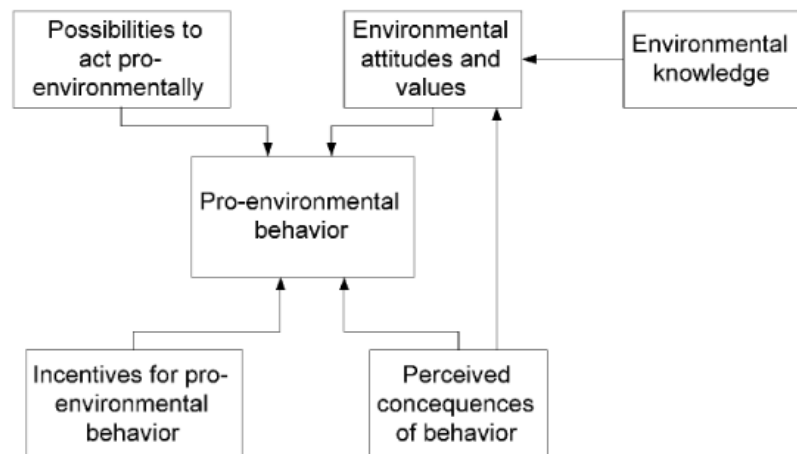 Possibilities to
act pro-
environmentally
Environmental
attitudes and
values
Environmental
knowledge
Pro-environmental
behavior
Incentives for pro-
environmental
behavior
Perceived
concequences
of behavior